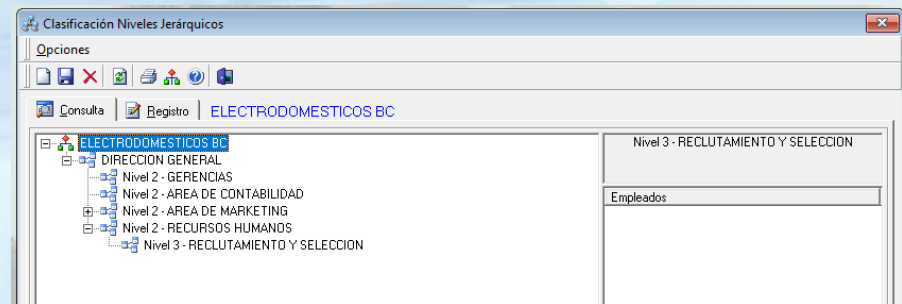 Clasificación Niveles Jerárquicos
Opciones
Consulta Registro ELECTRODOMESTICOS BC
ELECTRODOMESTICOS BC
DIRECCION GENERAL
Nivel 2 - GERENCIAS
Nivel 2 - AREA DE CONTABILIDAD
Nivel 2 - AREA DE MARKETING
Nivel 2 - RECURSOS HUMANOS
Nivel 3 - RECLUTAMIENTO Y SELECCION
Nivel 3 - RECLUTAMIENTO Y SELECCION
Empleados